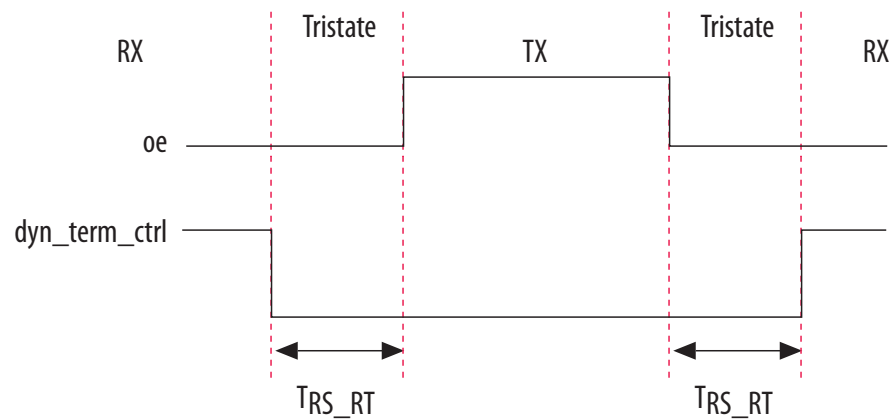 Tristate Tristate
RX TX RX
oe
dyn_term_ctrl
TRS_RT TRS_RT